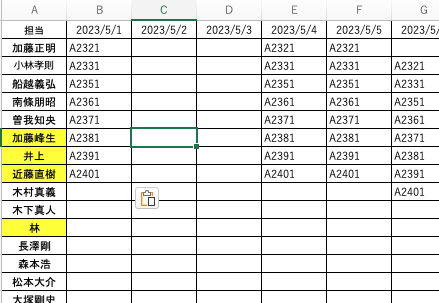 A B C D E F G
担当 2023/5/1 2023/5/2 2023/5/3 2023/5/4 2023/5/5 2023/5/
加藤正明 A2321 A2321 A2321
小林孝則 A2331 A2331 A2331 A2321
船越義弘 A2351 A2351 A2351 A2331
南條朋昭 A2361 A2361 A2361 A2351
曽我知央 A2371 A2371 A2371 A2361
加藤峰生 A2381 A2381 A2381 A2371
井上 A2391 A2391 A2391 A2381
近藤直樹 A2401 A2401 A2401 A2391
木村真義 A2401
木下真人
林
長澤剛
森本浩
松本大介
大塚剛史